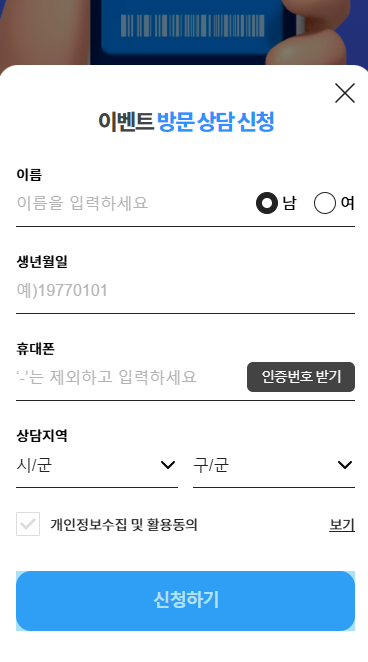 이벤트 방문 상담 신청
이름
이름을 입력하세요 남 여
생년월일
예)19770101
휴대폰
'-'는 제외하고 입력하세요 인증번호 받기
상담지역
시/군 구/군
개인정보수집 및 활용동의 보기
신청하기